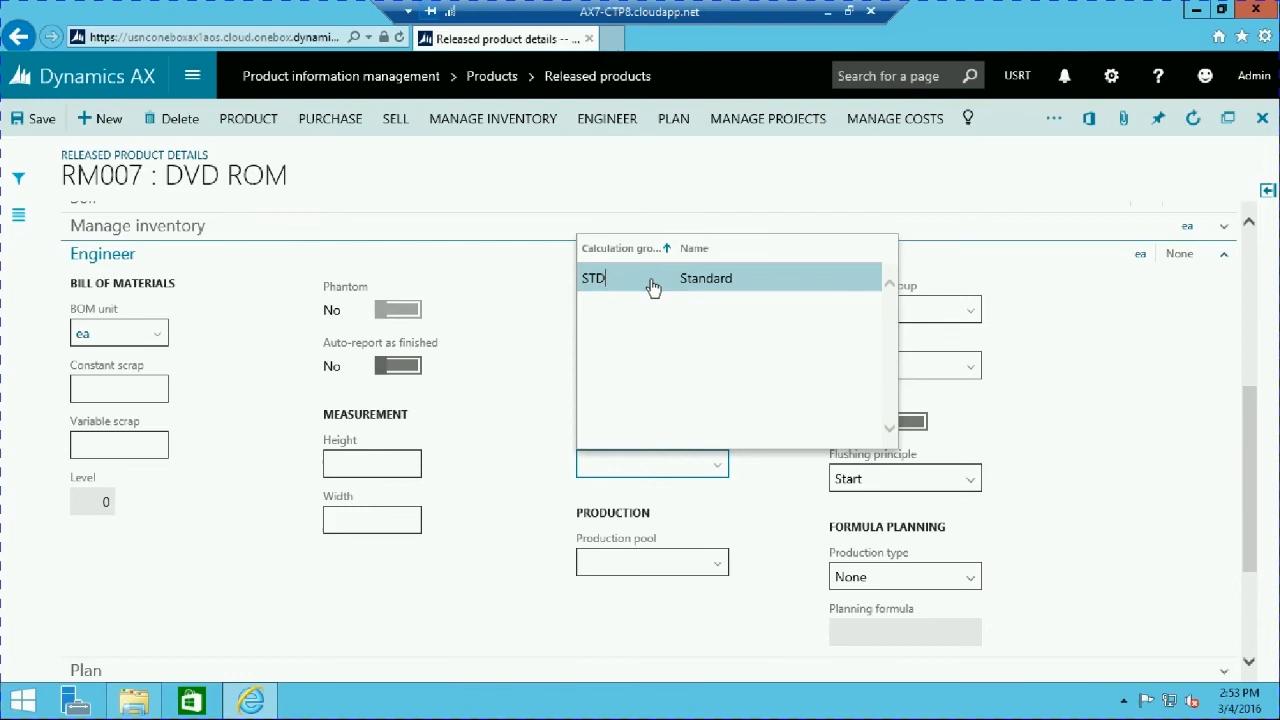 AX7-CTP8.cloudapp.net
https://usnconeboxax1aos.cloud.onebox.dynami...
Released product details -- ...
Dynamics AX
Product information management > Products > Released products
Search for a page
USRT
Admin
Save
New
Delete
PRODUCT
PURCHASE
SELL
MANAGE INVENTORY
ENGINEER
PLAN
MANAGE PROJECTS
MANAGE COSTS
RELEASED PRODUCT DETAILS
RM007 : DVD ROM
Manage inventory
ea
Engineer
ea
None
BILL OF MATERIALS
BOM unit
ea
Constant scrap
Variable scrap
Level
0
Phantom
No
Auto-report as finished
No
MEASUREMENT
Height
Width
Calculation gro...
Name
STD
Standard
PRODUCTION
Production pool
Flushing principle
Start
FORMULA PLANNING
Production type
None
Planning formula
Plan
2:53 PM
3/4/2016